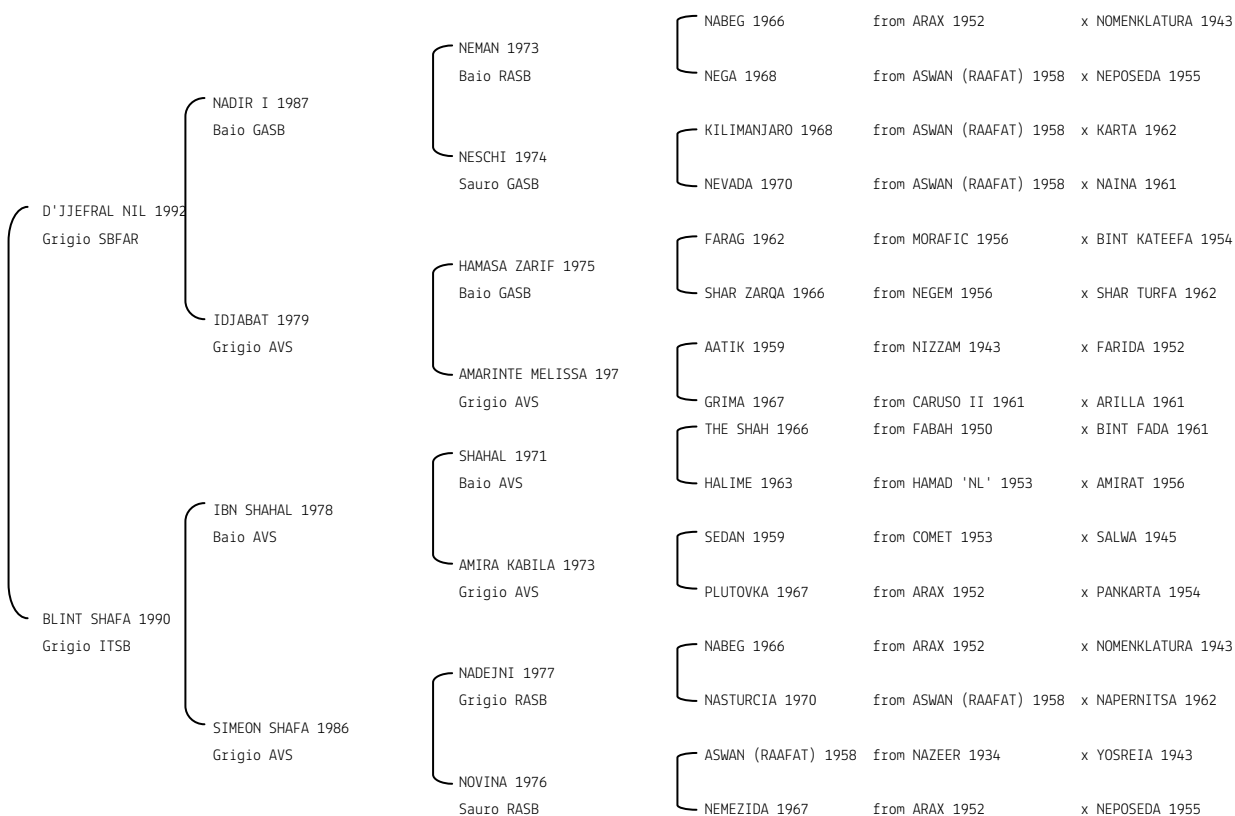 NABEG 1966 from ARAX 1952 x NOMENKLATURA 1943
NEMAN 1973
Baio RASB NEGA 1968 from ASWAN (RAAFAT) 1958 x NEPOSEDA 1955
NADIR I 1987
Baio GASB KILIMANJARO 1968 from ASWAN (RAAFAT) 1958 x KARTA 1962
NESCHI 1974
Sauro GASB NEVADA 1970 from ASWAN (RAAFAT) 1958 x NAINA 1961
D'JJEFRAL NIL 1992
Grigio SBFAR FARAG 1962 from MORAFIC 1956 x BINT KATEEFA 1954
HAMASA ZARIF 1975
Baio GASB SHAR ZARQA 1966 from NEGEM 1956 x SHAR TURFA 1962
IDJABAT 1979
Grigio AVS AATIK 1959 from NIZZAM 1943 x FARIDA 1952
AMARINTE MELISSA 197
Grigio AVS GRIMA 1967 from CARUSO II 1961 x ARILLA 1961
THE SHAH 1966 from FABAH 1950 x BINT FADA 1961
SHAHAL 1971
Baio AVS HALIME 1963 from HAMAD 'NL' 1953 x AMIRAT 1956
IBN SHAHAL 1978
Baio AVS SEDAN 1959 from COMET 1953 x SALWA 1945
AMIRA KABILA 1973
Grigio AVS PLUTOVKA 1967 from ARAX 1952 x PANKARTA 1954
BLINT SHAFA 1990
Grigio ITSB NABEG 1966 from ARAX 1952 x NOMENKLATURA 1943
NADEJNI 1977
Grigio RASB NASTURCIA 1970 from ASWAN (RAAFAT) 1958 x NAPERNITSA 1962
SIMEON SHAFA 1986
Grigio AVS ASWAN (RAAFAT) 1958 from NAZEER 1934 x YOSREIA 1943
NOVINA 1976
Sauro RASB NEMEZIDA 1967 from ARAX 1952 x NEPOSEDA 1955